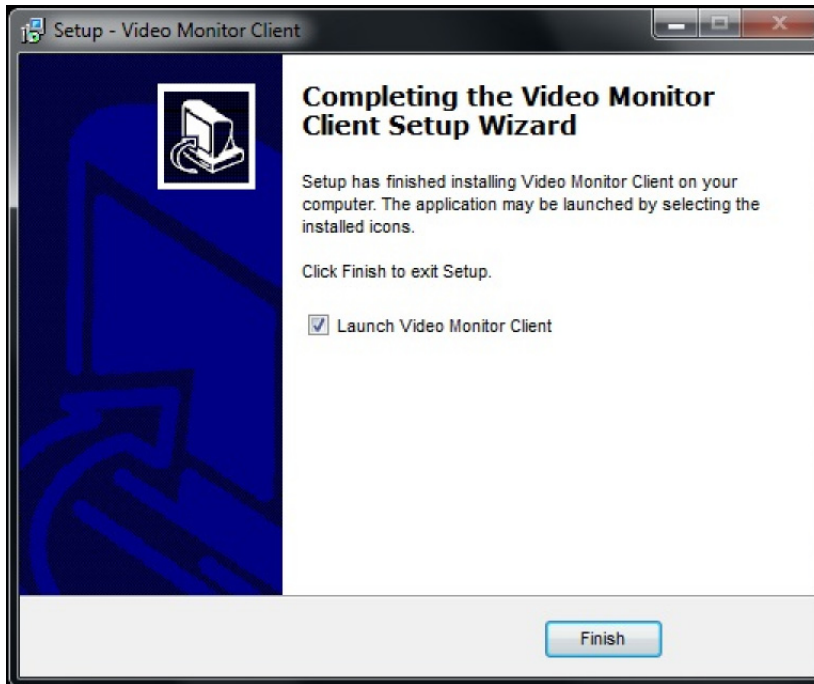 Setup - Video Monitor Client
Completing the Video Monitor
Client Setup Wizard
Setup has finished installing Video Monitor Client on your
computer. The application may be launched by selecting the
installed icons.
Click Finish to exit Setup.
Launch Video Monitor Client
Finish